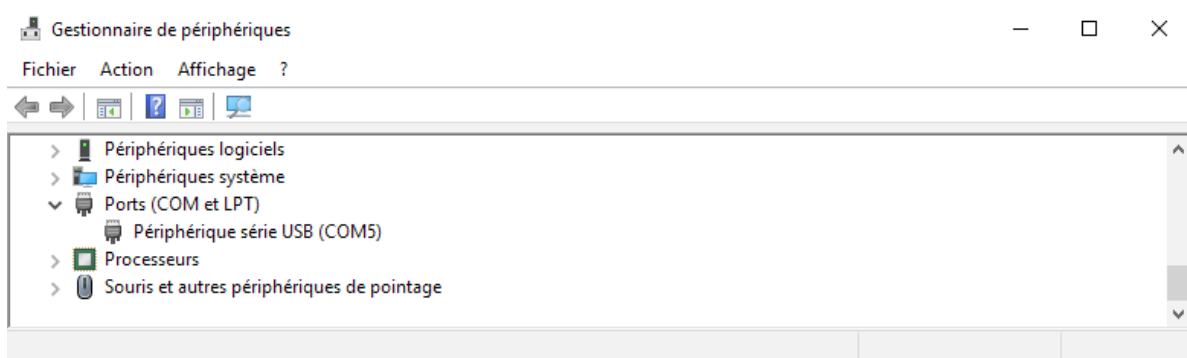 Gestionnaire de périphériques
Fichier Action Affichage ?
Périphériques logiciels
Périphériques système
Ports (COM et LPT)
Périphérique série USB (COM5)
Processeurs
Souris et autres périphériques de pointage